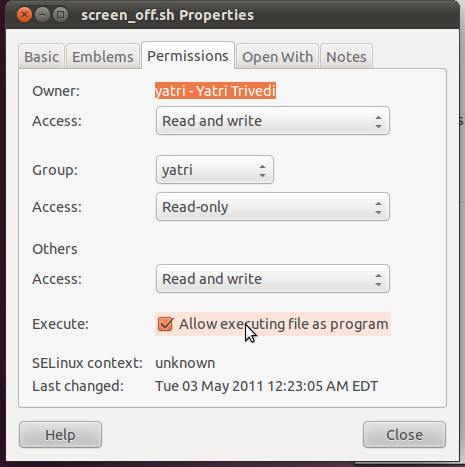 screen_off.sh Properties
Basic Emblems Permissions Open With Notes
Owner: yatri - Yatri Trivedi
Access: Read and write
Group: yatri
Access: Read-only
Others
Access: Read and write
Execute: Allow executing file as program
SELinux context: unknown
Last changed: Tue 03 May 2011 12:23:05 AM EDT
Help Close